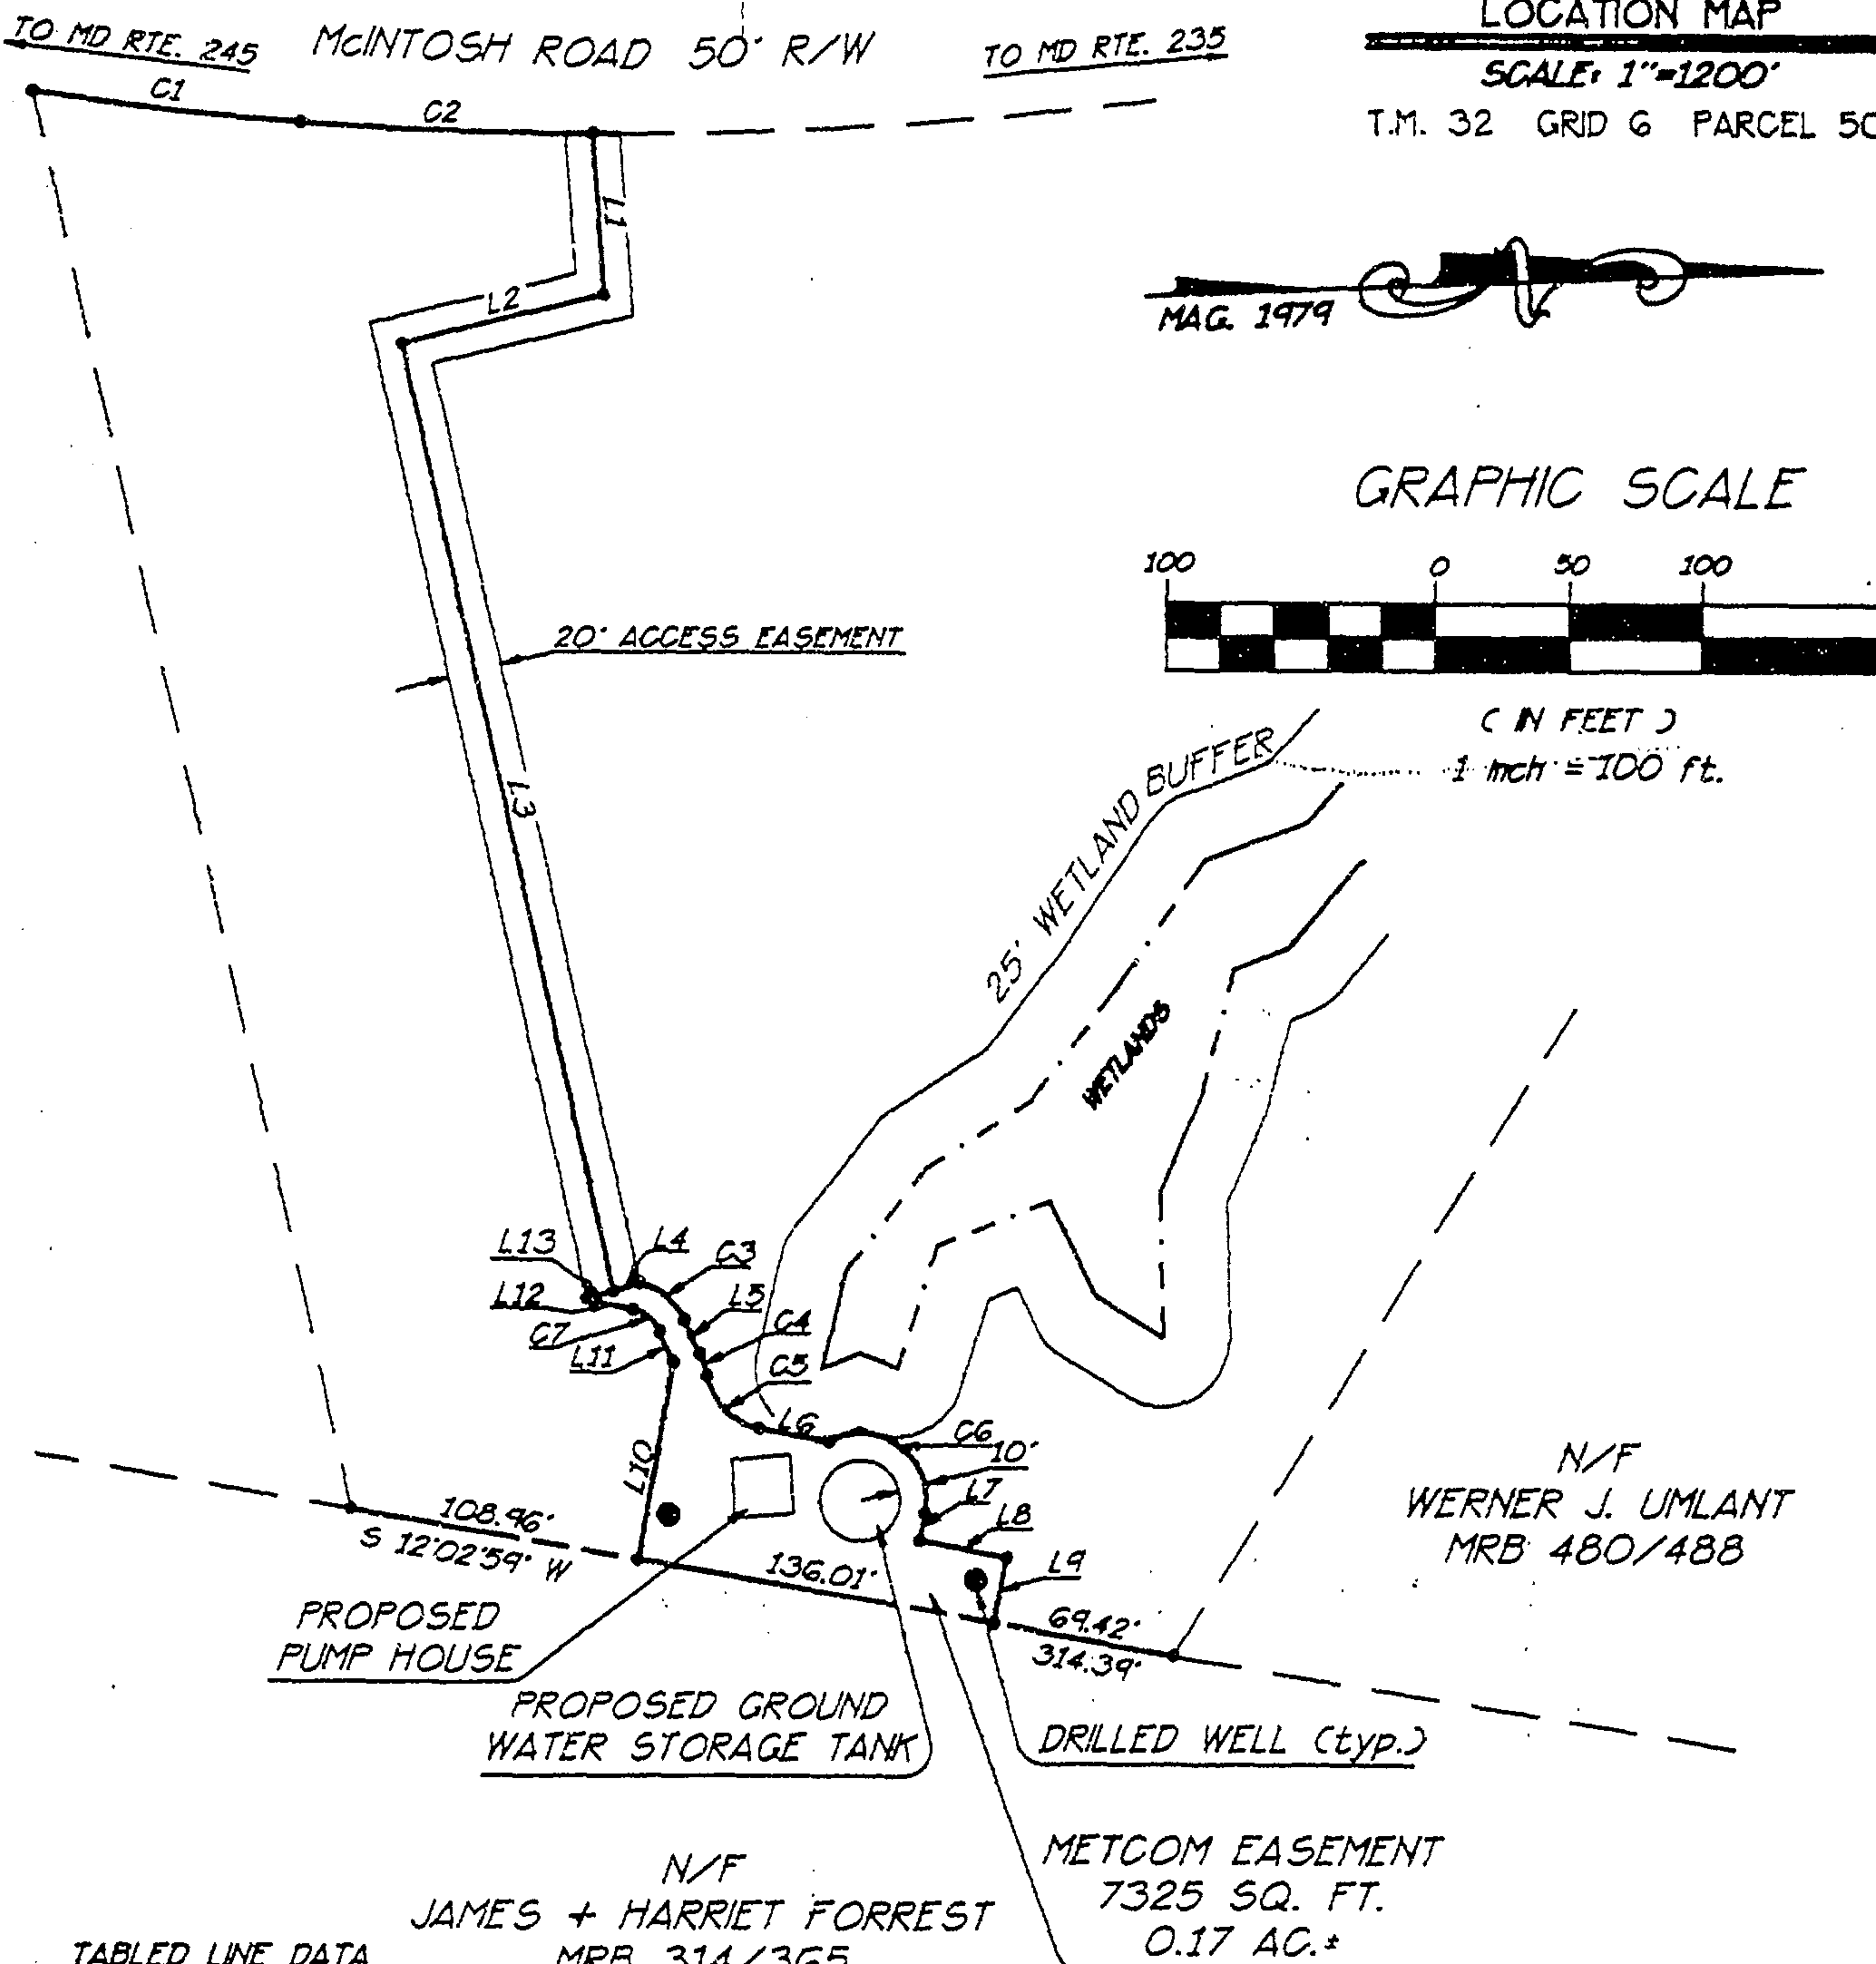 LOCATION MAP
TO MD RTE. 245
McINTOSH ROAD 50' R/W
TO MD RTE. 235
SCALE: 1"=1200'
T.M. 32 GRID 6 PARCEL
C1
C2
L1
L2
MAG. 1979
GRAPHIC SCALE
100 0 50 100
( IN FEET )
1 inch = 100 ft.
20' ACCESS EASEMENT
L3
25' WETLAND BUFFER
WETLANDS
L13
L4
C3
L12
L5
C7
C4
L11
C5
L6
C6
10'
L10
L7
L8
L9
108.96'
S 12°02'59" W
136.01'
69.42'
314.39'
N/F
WERNER J. UMLANT
MRB 480/488
PROPOSED
PUMP HOUSE
PROPOSED GROUND
WATER STORAGE TANK
DRILLED WELL (typ.)
METCOM EASEMENT
7325 SQ. FT.
0.17 AC.±
N/F
JAMES + HARRIET FORREST
MRB 314/365
TABLED LINE DATA